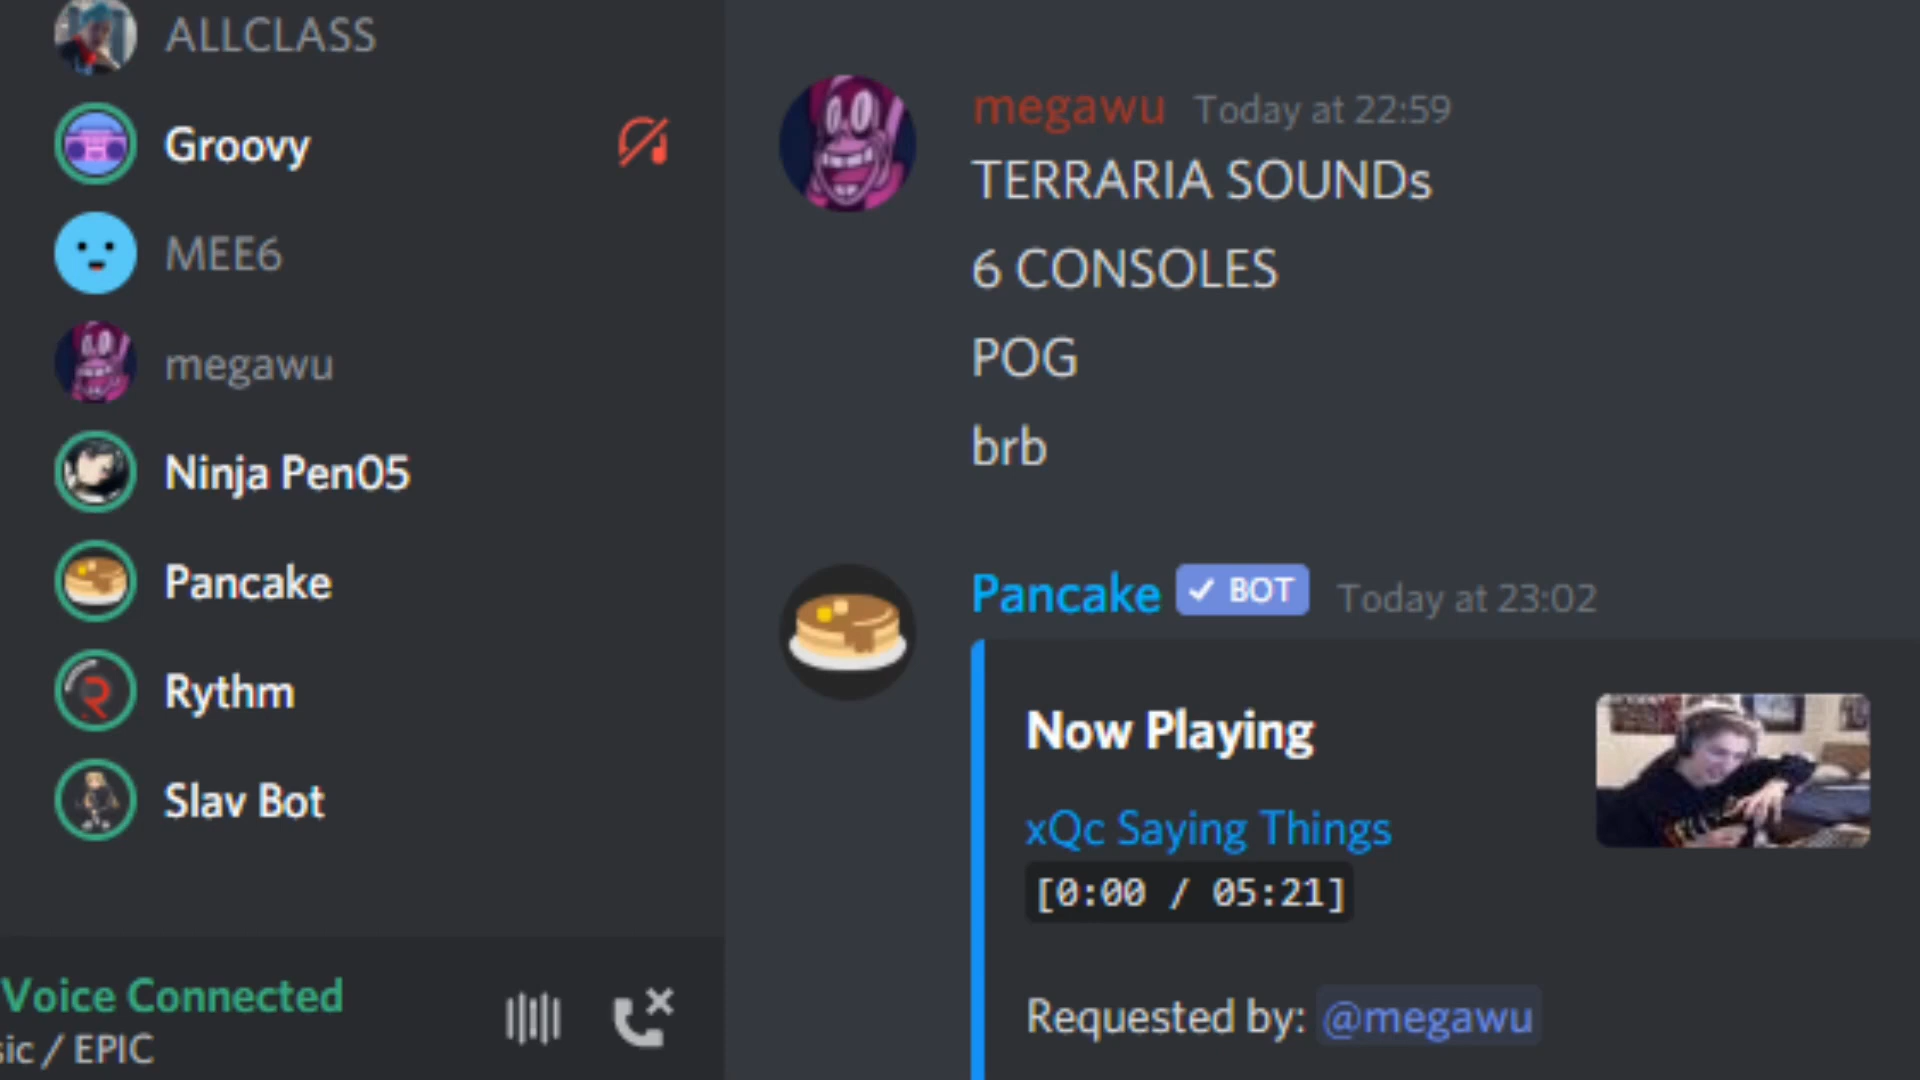 ALLCLASS
Groovy
MEE6
megawu
Ninja Pen05
Pancake
Rythm
Slav Bot
Voice Connected
sic / EPIC
megawu Today at 22:59
TERRARIA SOUNDs
6 CONSOLES
POG
brb
Pancake BOT Today at 23:02
Now Playing
xQc Saying Things
[0:00 / 05:21]
Requested by: @megawu